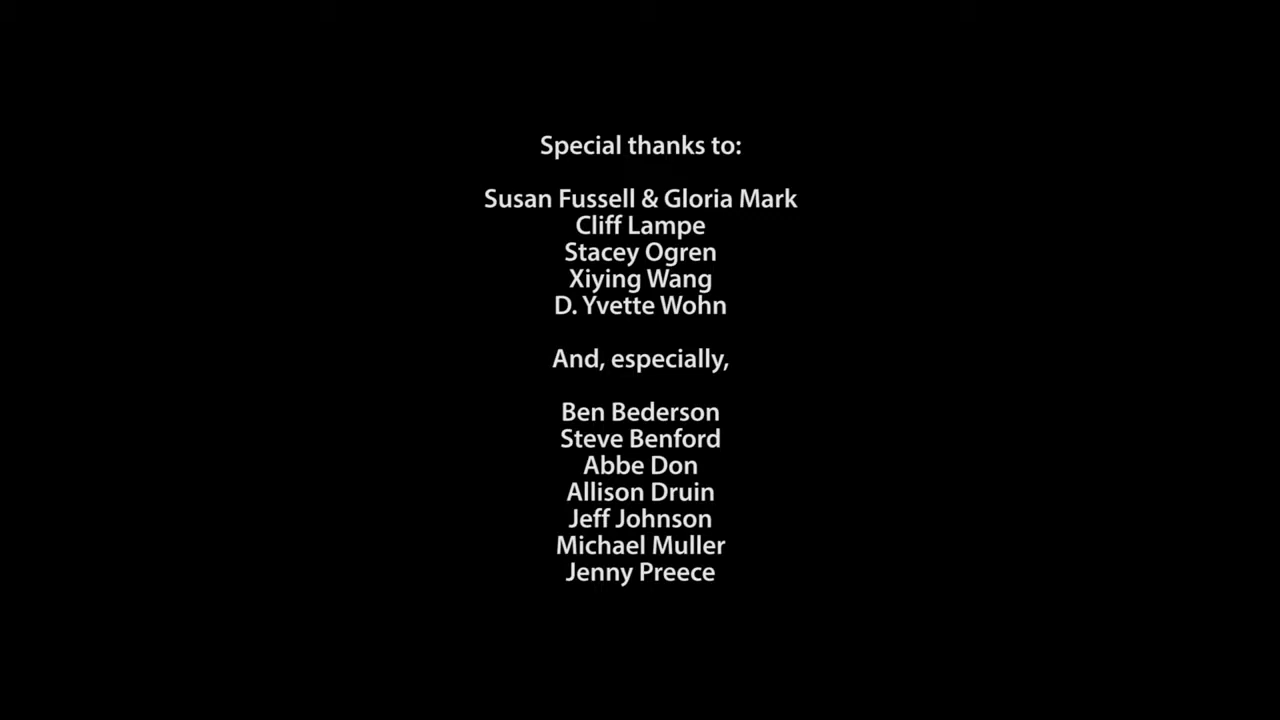 Special thanks to:
Susan Fussell & Gloria Mark
Cliff Lampe
Stacey Ogren
Xiying Wang
D. Yvette Wohn
And, especially,
Ben Bederson
Steve Benford
Abbe Don
Allison Druin
Jeff Johnson
Michael Muller
Jenny Preece